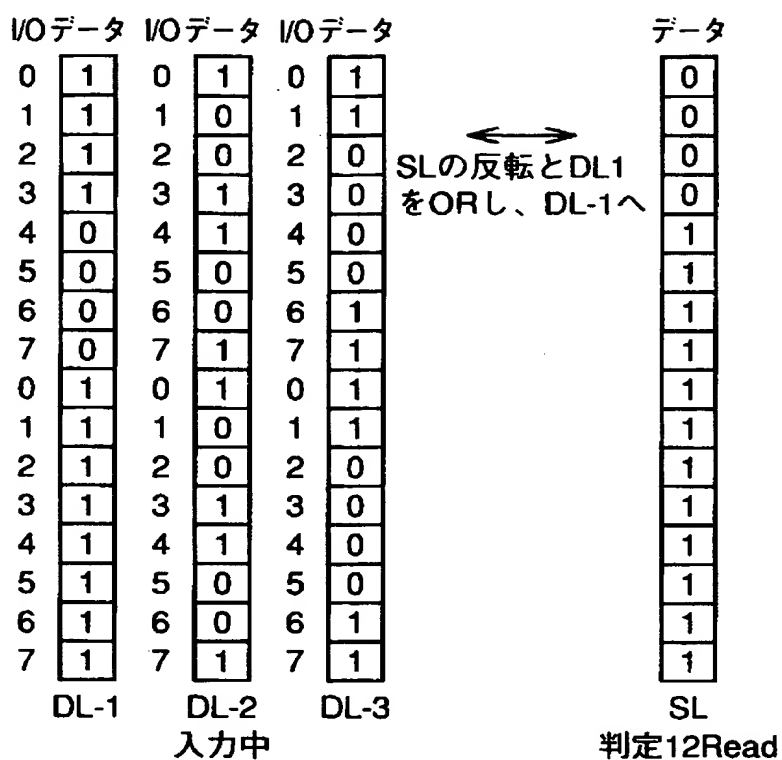 I/Oデータ I/Oデータ I/Oデータ データ
0 1 0 1 0 1 0
1 1 1 0 1 1 0
2 1 2 0 2 0 0
3 1 3 1 3 0 0
SLの反転とDL1
をORし、DL-1へ
4 0 4 1 4 0 1
5 0 5 0 5 0 1
6 0 6 0 6 1 1
7 0 7 1 7 1 1
0 1 0 1 0 1 1
1 1 1 0 1 1 1
2 1 2 0 2 0 1
3 1 3 1 3 0 1
4 1 4 1 4 0 1
5 1 5 0 5 0 1
6 1 6 0 6 1 1
7 1 7 1 7 1 1
DL-1 DL-2 DL-3 SL
入力中 判定12Read